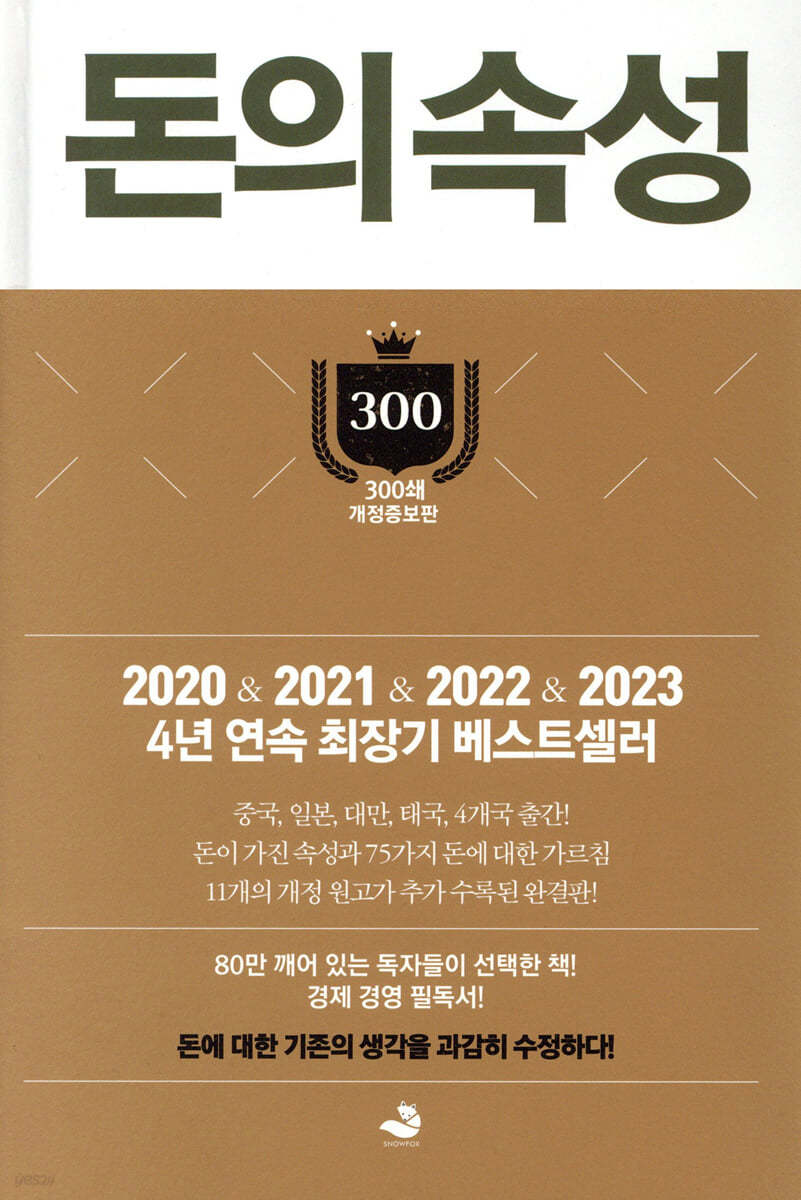 돈의 속성
300
300쇄
개정증보판
2020 & 2021 & 2022 & 2023
4년 연속 최장기 베스트셀러
중국, 일본, 대만, 태국, 4개국 출간!
돈이 가진 속성과 75가지 돈에 대한 가르침
11개의 개정 원고가 추가 수록된 완결판!
80만 깨어 있는 독자들이 선택한 책!
경제 경영 필독서!
돈에 대한 기존의 생각을 과감히 수정하다!
SNOWFOX
yes24